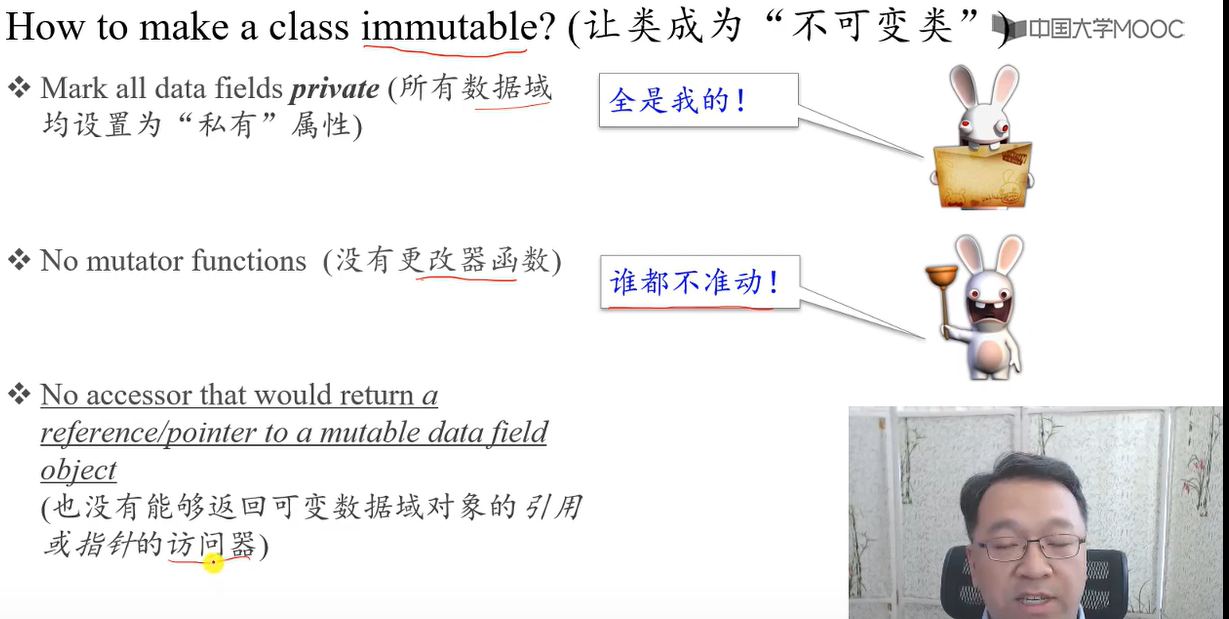 How to make a class immutable? (让类成为“不可变类”)
中国大学MOOC
❖ Mark all data fields private (所有数据域
均设置为“私有”属性)
全是我的！
❖ No mutator functions (没有更改器函数)
谁都不准动！
❖ No accessor that would return a
reference/pointer to a mutable data field
object
(也没有能够返回可变数据域对象的引用
或指针的访问器)